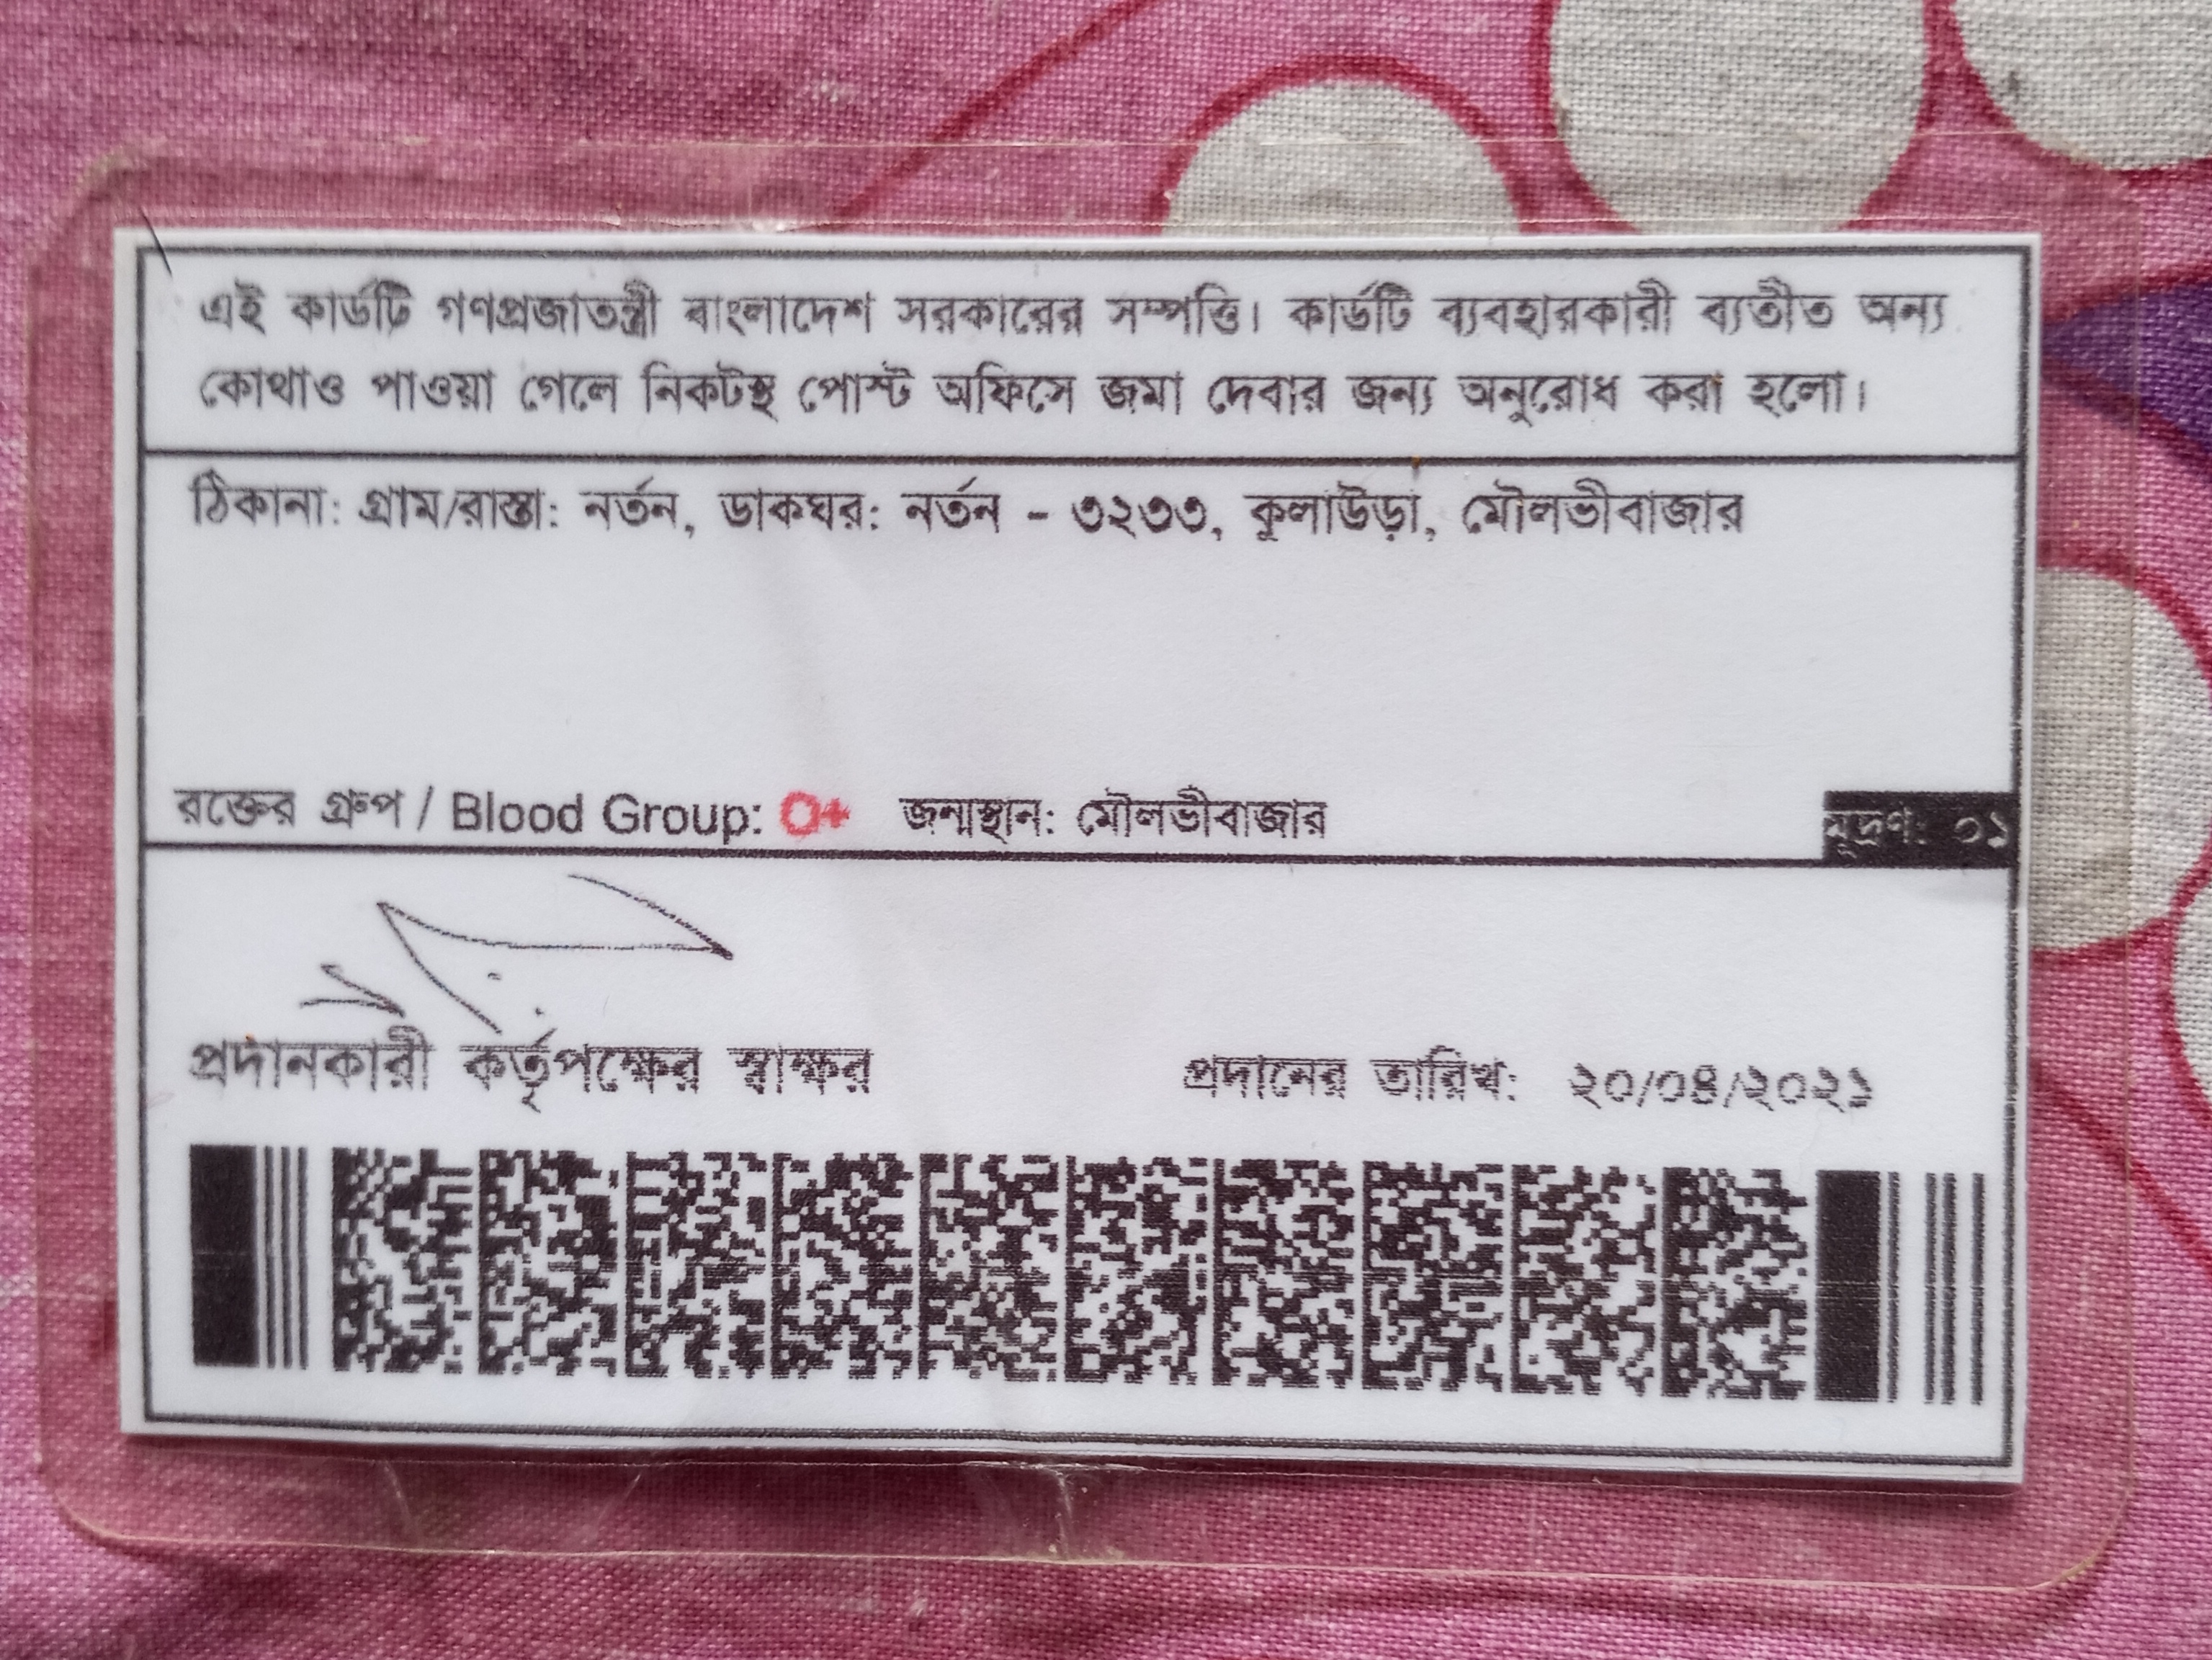 এই কার্ডটি গণপ্রজাতন্ত্রী বাংলাদেশ সরকারের সম্পত্তি। কার্ডটি ব্যবহারকারী ব্যতীত অন্য
কোথাও পাওয়া গেলে নিকটস্থ পোস্ট অফিসে জমা দেবার জন্য অনুরোধ করা হলো।
ঠিকানা: গ্রাম/রাস্তা: নর্তন, ডাকঘর: নর্তন - ৩২৩৩, কুলাউড়া, মৌলভীবাজার
রক্তের গ্রুপ / Blood Group: O+ জন্মস্থান: মৌলভীবাজার মূদ্রণ: ০১
প্রদানকারী কর্তৃপক্ষের স্বাক্ষর প্রদানের তারিখ: ২০/০৪/২০২১